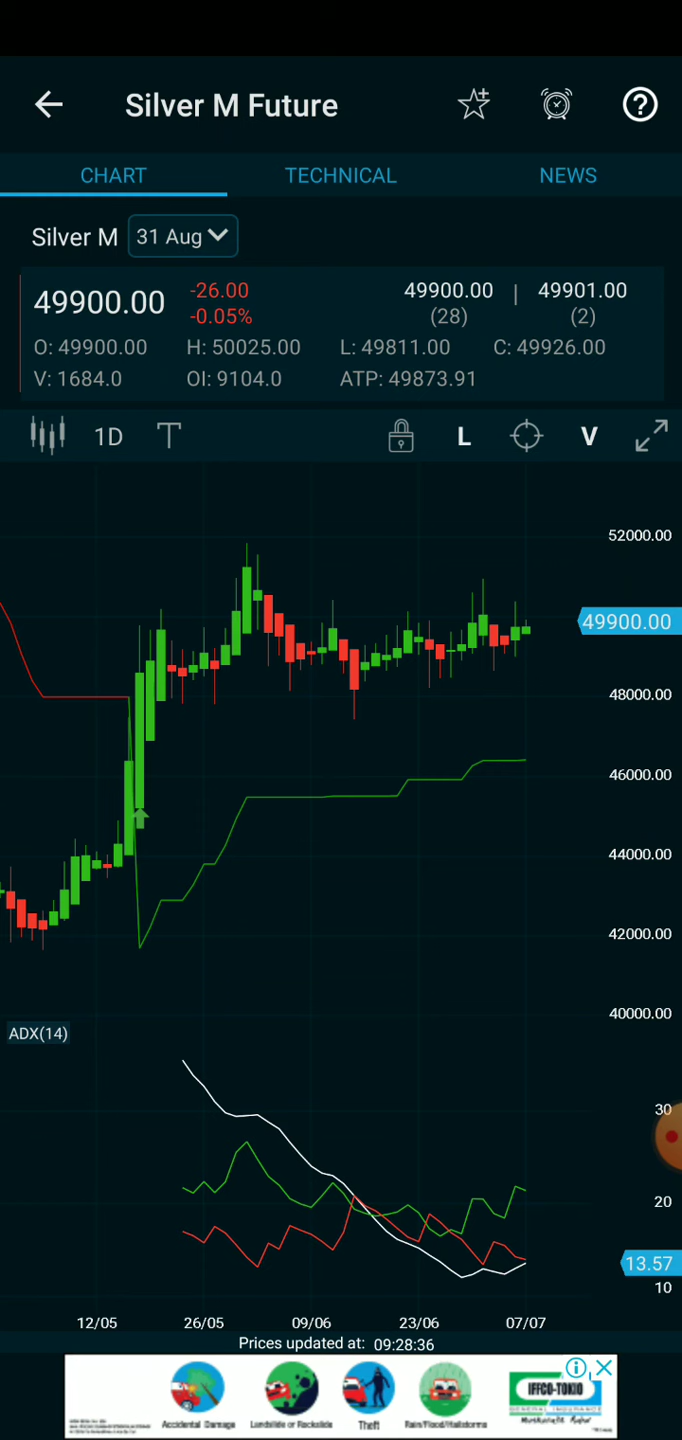 Silver M Future
CHART TECHNICAL NEWS
Silver M 31 Aug
49900.00 -26.00 49900.00 | 49901.00
-0.05% (28) (2)
O: 49900.00 H: 50025.00 L: 49811.00 C: 49926.00
V: 1684.0 OI: 9104.0 ATP: 49873.91
1D T L V
52000.00
49900.00
48000.00
46000.00
44000.00
42000.00
40000.00
ADX(14)
30
20
13.57
10
12/05 26/05 09/06 23/06 07/07
Prices updated at: 09:28:36
IFFCO-TOKIO
GENERAL INSURANCE
Muskurate Raho
Accidental Damage Landslide or Rockslide Theft Rain/Flood/Hailstorms